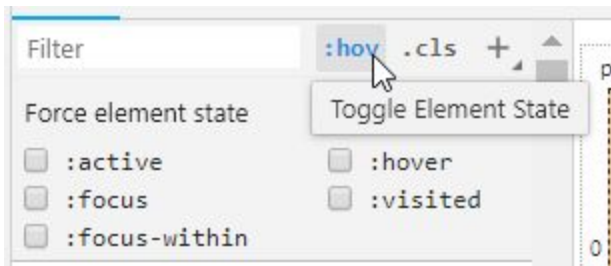 Filter :hov .cls +
Force element state Toggle Element State
:active :hover
:focus :visited
:focus-within
0